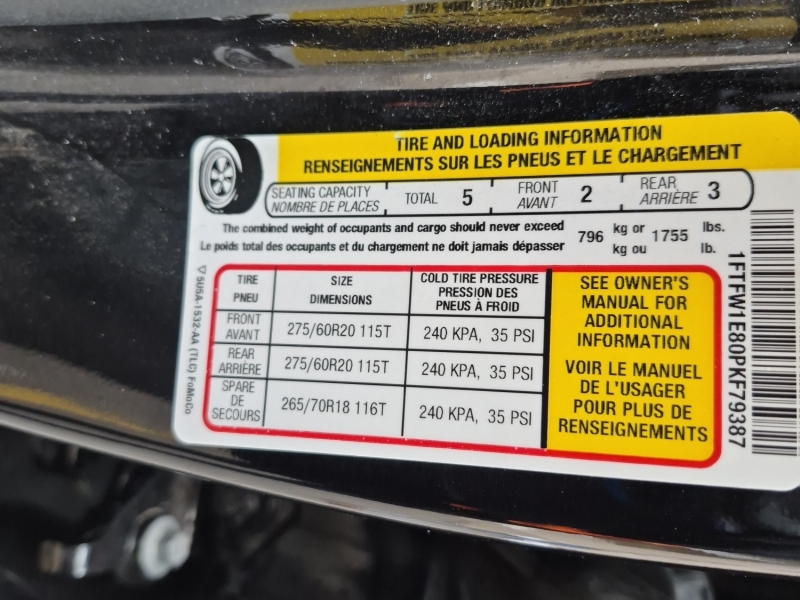 TIRE AND LOADING INFORMATION
RENSEIGNEMENTS SUR LES PNEUS ET LE CHARGEMENT
SEATING CAPACITY
NOMBRE DE PLACES
TOTAL 5
FRONT
AVANT
2
REAR
ARRIÈRE
3
The combined weight of occupants and cargo should never exceed
Le poids total des occupants et du chargement ne doit jamais dépasser
796
kg or
kg ou
1755
lbs.
lb.
TIRE
PNEU
SIZE
DIMENSIONS
COLD TIRE PRESSURE
PRESSION DES
PNEUS À FROID
FRONT
AVANT
275/60R20 115T
240 KPA, 35 PSI
REAR
ARRIÈRE
275/60R20 115T
240 KPA, 35 PSI
SPARE
DE
SECOURS
265/70R18 116T
240 KPA, 35 PSI
SEE OWNER'S
MANUAL FOR
ADDITIONAL
INFORMATION
VOIR LE MANUEL
DE L'USAGER
POUR PLUS DE
RENSEIGNEMENTS
5U5A-1532-AA (TLC) FoMoCo
1FTFW1E80PKF79387